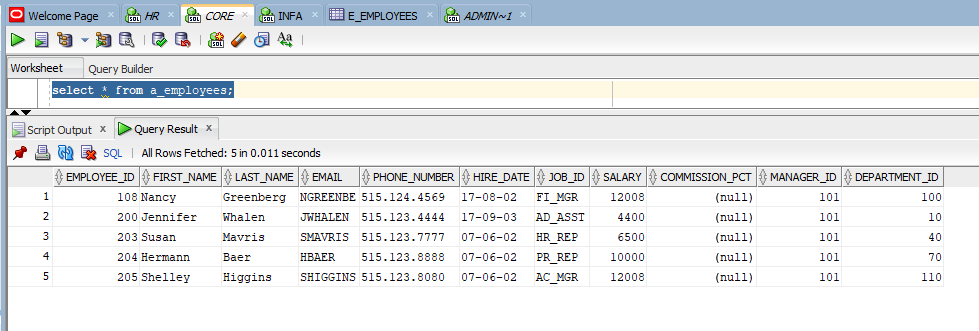 Welcome Page HR CORE INFA E_EMPLOYEES ADMIN~1
Worksheet Query Builder
select * from a_employees;
Script Output x Query Result x
SQL | All Rows Fetched: 5 in 0.011 seconds
EMPLOYEE_ID FIRST_NAME LAST_NAME EMAIL PHONE_NUMBER HIRE_DATE JOB_ID SALARY COMMISSION_PCT MANAGER_ID DEPARTMENT_ID
1 108 Nancy Greenberg NGREENBE 515.124.4569 17-08-02 FI_MGR 12008 (null) 101 100
2 200 Jennifer Whalen JWHALEN 515.123.4444 17-09-03 AD_ASST 4400 (null) 101 10
3 203 Susan Mavris SMAVRIS 515.123.7777 07-06-02 HR_REP 6500 (null) 101 40
4 204 Hermann Baer HBAER 515.123.8888 07-06-02 PR_REP 10000 (null) 101 70
5 205 Shelley Higgins SHIGGINS 515.123.8080 07-06-02 AC_MGR 12008 (null) 101 110